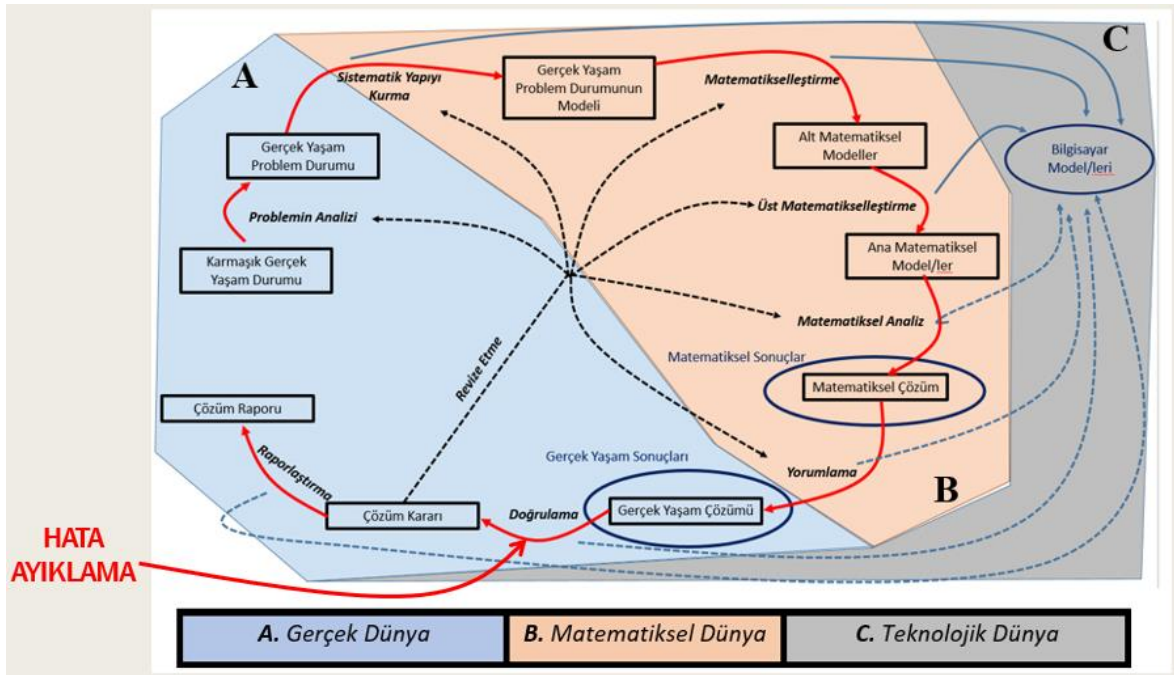 A
C
Sistematik Yapıyı
Kurma
Gerçek Yaşam
Problem Durumunun
Modeli
Matematikselleştirme
Gerçek Yaşam
Problem Durumu
Alt Matematiksel
Modeller
Bilgisayar
Model/leri
Problemin Analizi
Üst Matematikselleştirme
Karmaşık Gerçek
Yaşam Durumu
Ana Matematiksel
Model/ler
Matematiksel Analiz
Revize Etme
Matematiksel Sonuçlar
Matematiksel Çözüm
Çözüm Raporu
Raporlaştırma
Gerçek Yaşam Sonuçları
Yorumlama
B
Çözüm Kararı
Doğrulama
Gerçek Yaşam Çözümü
HATA
AYIKLAMA
A. Gerçek Dünya
B. Matematiksel Dünya
C. Teknolojik Dünya